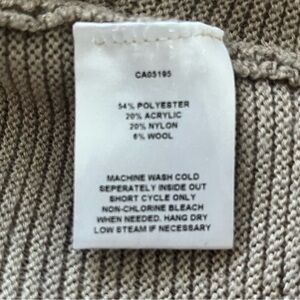 CA05195
54% POLYESTER
20% ACRYLIC
20% NYLON
6% WOOL
MACHINE WASH COLD
SEPERATELY INSIDE OUT
SHORT CYCLE ONLY
NON-CHLORINE BLEACH
WHEN NEEDED. HANG DRY
LOW STEAM IF NECESSARY